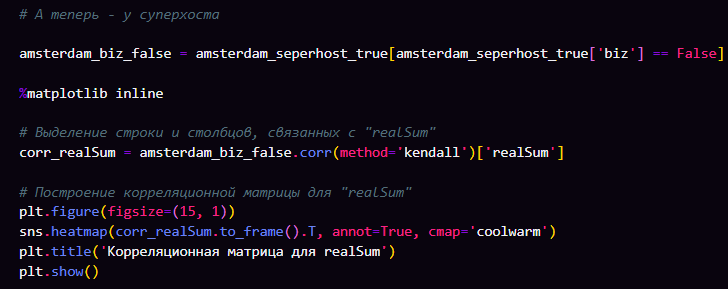 # А теперь - у суперхоста
amsterdam_biz_false = amsterdam_seperhost_true[amsterdam_seperhost_true['biz'] == False]
%matplotlib inline
# Выделение строки и столбцов, связанных с "realSum"
corr_realSum = amsterdam_biz_false.corr(method='kendall')['realSum']
# Построение корреляционной матрицы для "realSum"
plt.figure(figsize=(15, 1))
sns.heatmap(corr_realSum.to_frame().T, annot=True, cmap='coolwarm')
plt.title('Корреляционная матрица для realSum')
plt.show()